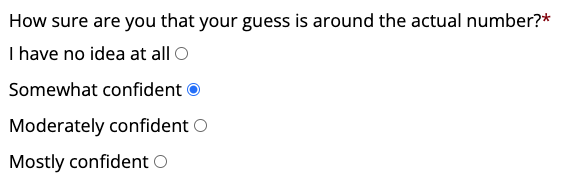 How sure are you that your guess is around the actual number?*
I have no idea at all
Somewhat confident
Moderately confident
Mostly confident